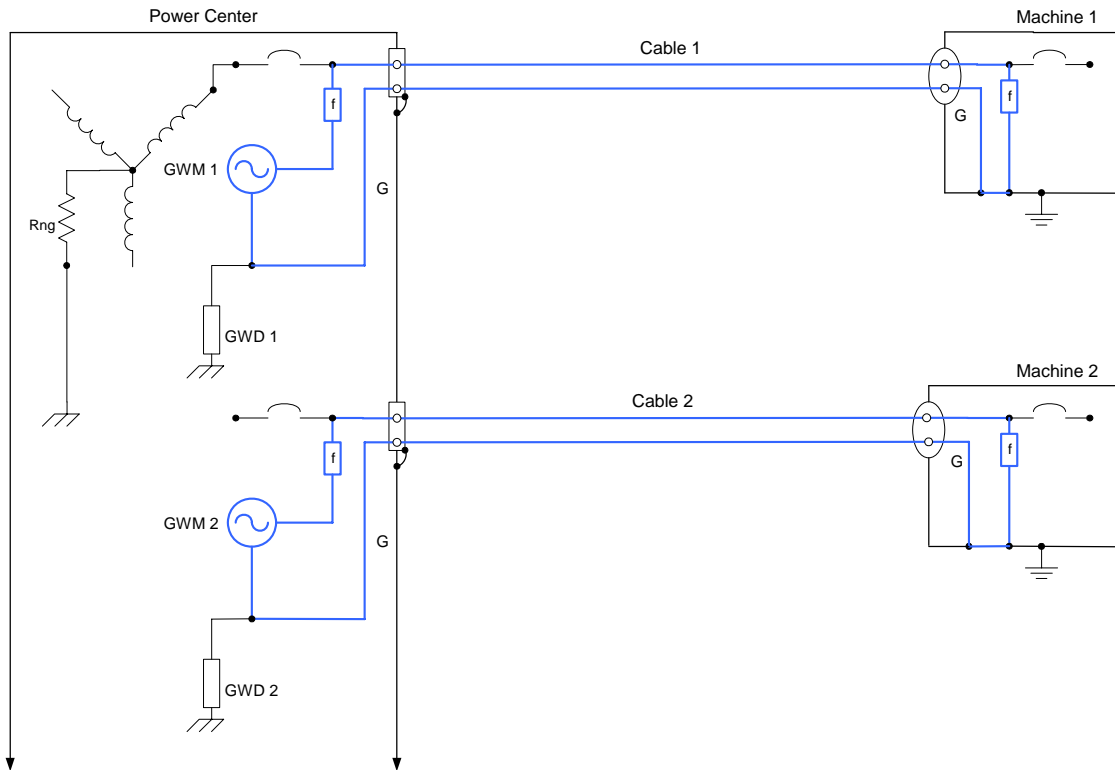 Power Center
Machine 1
Cable 1
f
f
G
GWM 1
G
Rng
GWD 1
Machine 2
Cable 2
f
f
G
GWM 2
G
GWD 2